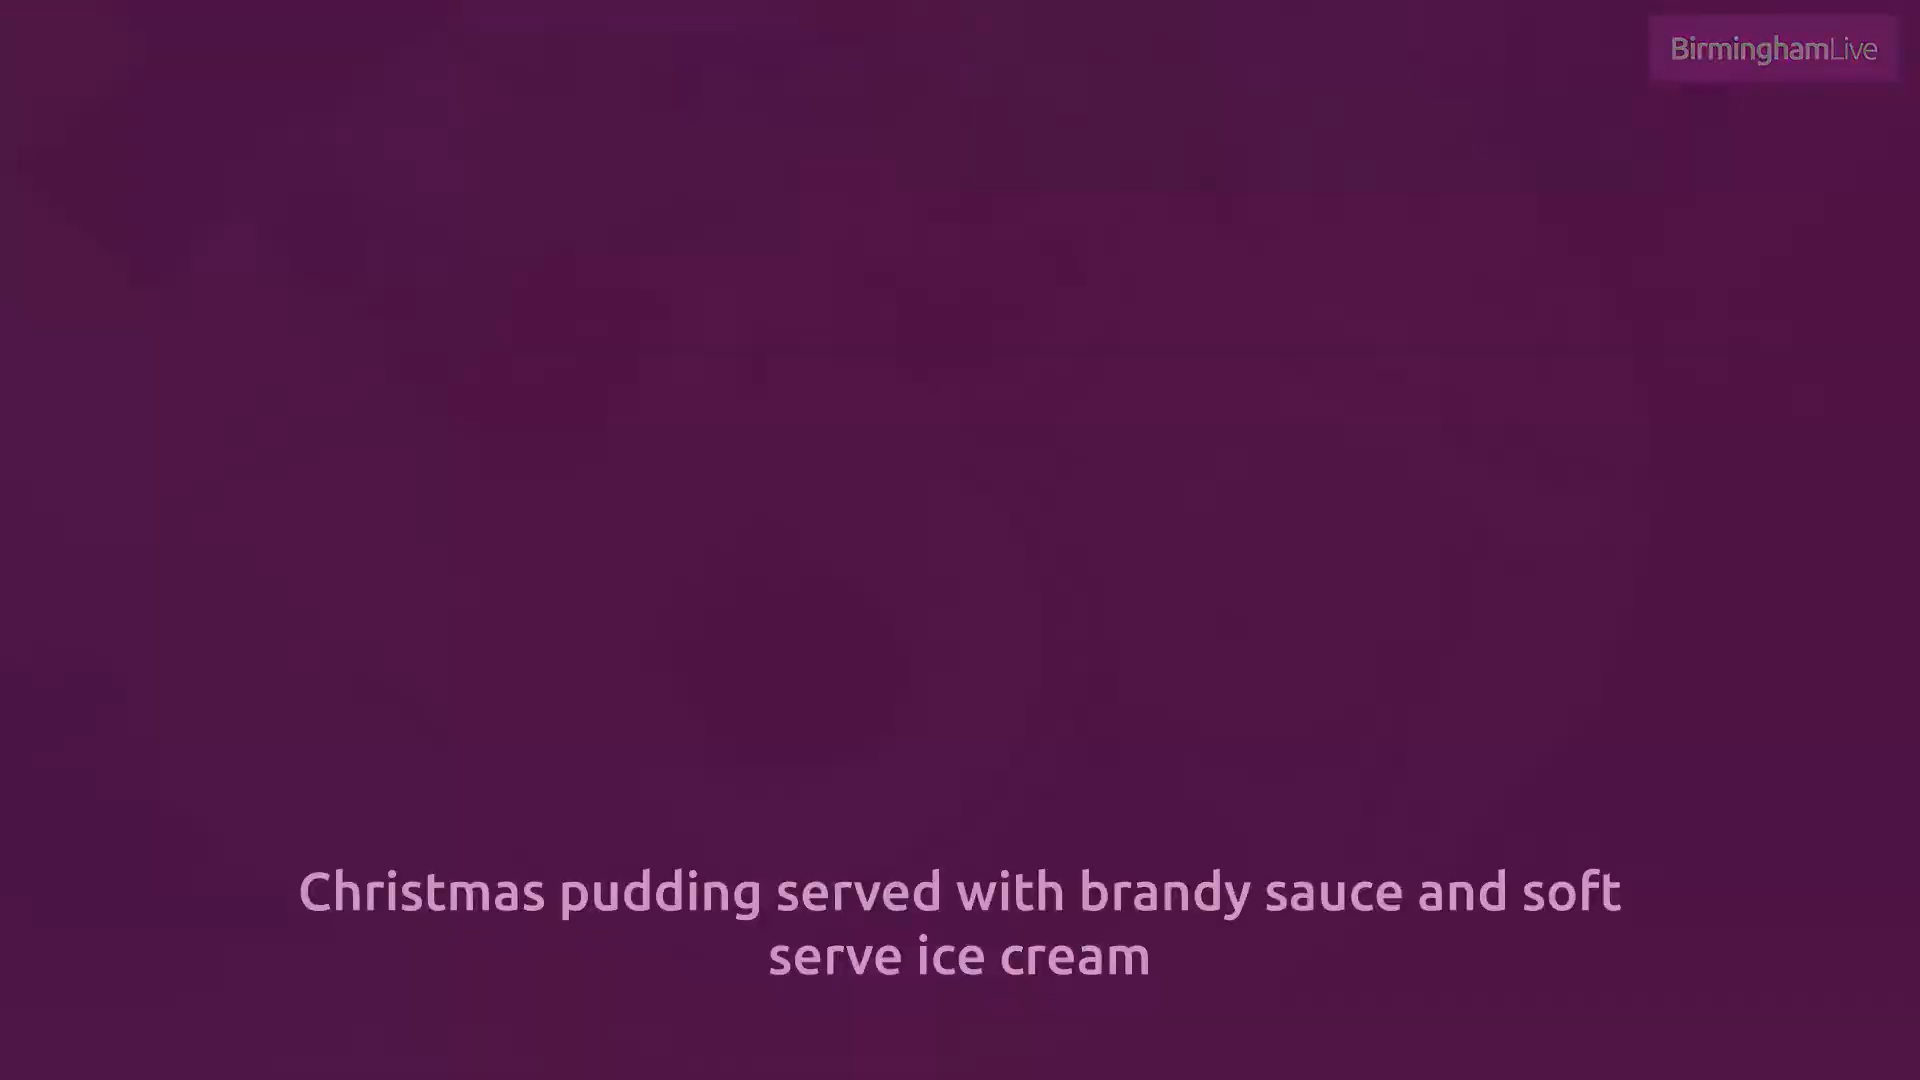 BirminghamLive
Christmas pudding served with brandy sauce and soft
serve ice cream